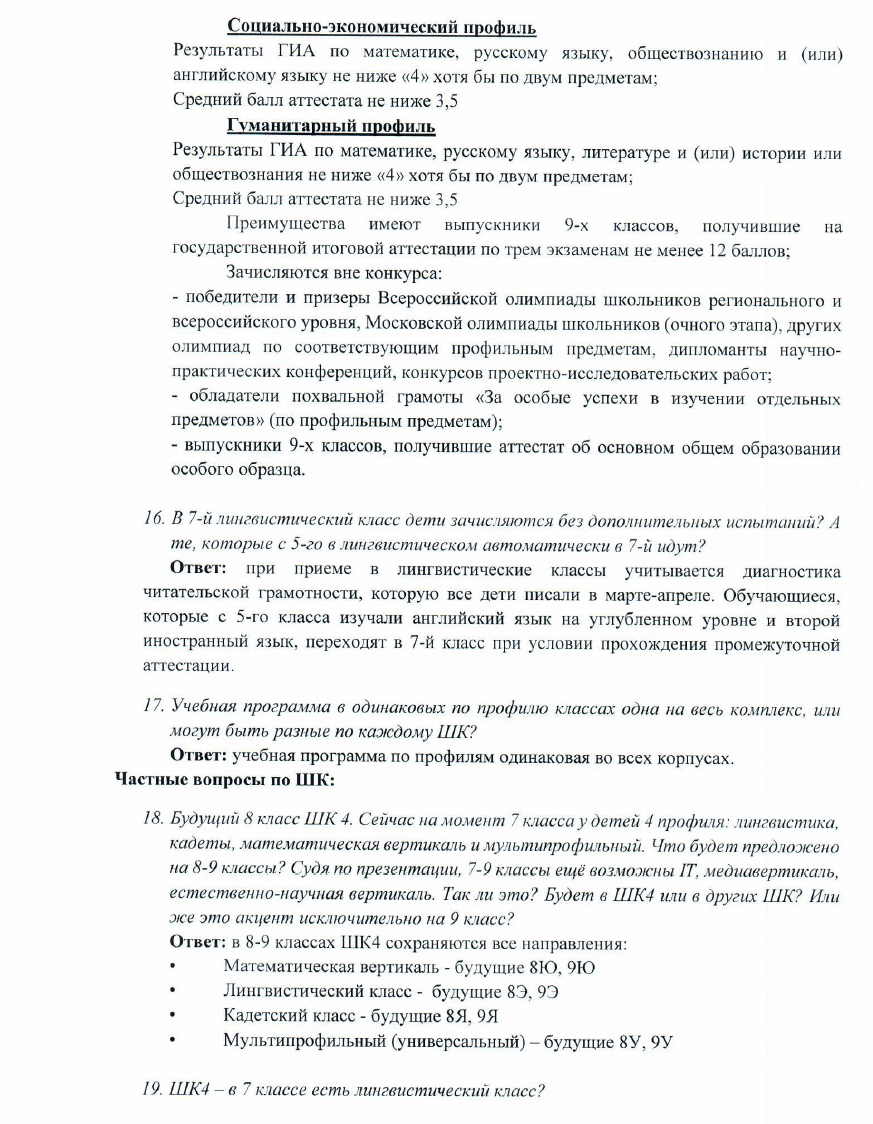 Социально-экономический профиль
Результаты ГИА по математике, русскому языку, обществознанию и (или)
английскому языку не ниже «4» хотя бы по двум предметам;
Средний балл аттестата не ниже 3,5
Гуманитарный профиль
Результаты ГИА по математике, русскому языку, литературе и (или) истории или
обществознания не ниже «4» хотя бы по двум предметам;
Средний балл аттестата не ниже 3,5
Преимущества имеют выпускники 9-х классов, получившие на
государственной итоговой аттестации по трем экзаменам не менее 12 баллов;
Зачисляются вне конкурса:
- победители и призеры Всероссийской олимпиады школьников регионального и
всероссийского уровня, Московской олимпиады школьников (очного этапа), других
олимпиад по соответствующим профильным предметам, дипломанты научно-
практических конференций, конкурсов проектно-исследовательских работ;
- обладатели похвальной грамоты «За особые успехи в изучении отдельных
предметов» (по профильным предметам);
- выпускники 9-х классов, получившие аттестат об основном общем образовании
особого образца.
16. В 7-й лингвистический класс дети зачисляются без дополнительных испытаний? А
те, которые с 5-го в лингвистическом автоматически в 7-й идут?
Ответ: при приеме в лингвистические классы учитывается диагностика
читательской грамотности, которую все дети писали в марте-апреле. Обучающиеся,
которые с 5-го класса изучали английский язык на углубленном уровне и второй
иностранный язык, переходят в 7-й класс при условии прохождения промежуточной
аттестации.
17. Учебная программа в одинаковых по профилю классах одна на весь комплекс, или
могут быть разные по каждому ШК?
Ответ: учебная программа по профилям одинаковая во всех корпусах.
Частные вопросы по ШК:
18. Будущий 8 класс ШК 4. Сейчас на момент 7 класса у детей 4 профиля: лингвистика,
кадеты, математическая вертикаль и мультипрофильный. Что будет предложено
на 8-9 классы? Судя по презентации, 7-9 классы ещё возможны IT, медиавертикаль,
естественно-научная вертикаль. Так ли это? Будет в ШК4 или в других ШК? Или
же это акцент исключительно на 9 класс?
Ответ: в 8-9 классах ШК4 сохраняются все направления:
• Математическая вертикаль - будущие 8Ю, 9Ю
• Лингвистический класс - будущие 8Э, 9Э
• Кадетский класс - будущие 8Я, 9Я
• Мультипрофильный (универсальный) – будущие 8У, 9У
19. ШК4 – в 7 классе есть лингвистический класс?